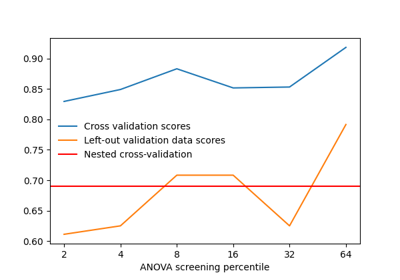 0.90
0.85
0.80
0.75
0.70
0.65
0.60
Cross validation scores
Left-out validation data scores
Nested cross-validation
2 4 8 16 32 64
ANOVA screening percentile